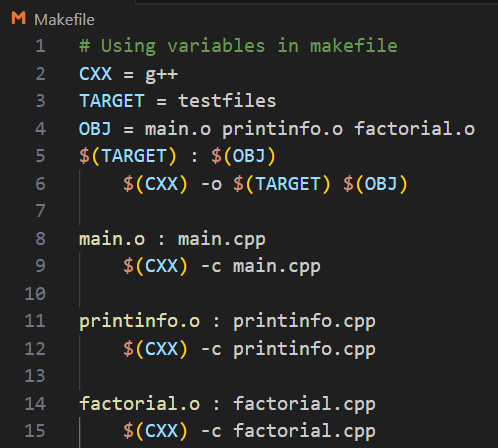 M Makefile
1 # Using variables in makefile
2 CXX = g++
3 TARGET = testfiles
4 OBJ = main.o printinfo.o factorial.o
5 $(TARGET) : $(OBJ)
6     $(CXX) -o $(TARGET) $(OBJ)
7
8 main.o : main.cpp
9     $(CXX) -c main.cpp
10
11 printinfo.o : printinfo.cpp
12     $(CXX) -c printinfo.cpp
13
14 factorial.o : factorial.cpp
15     $(CXX) -c factorial.cpp